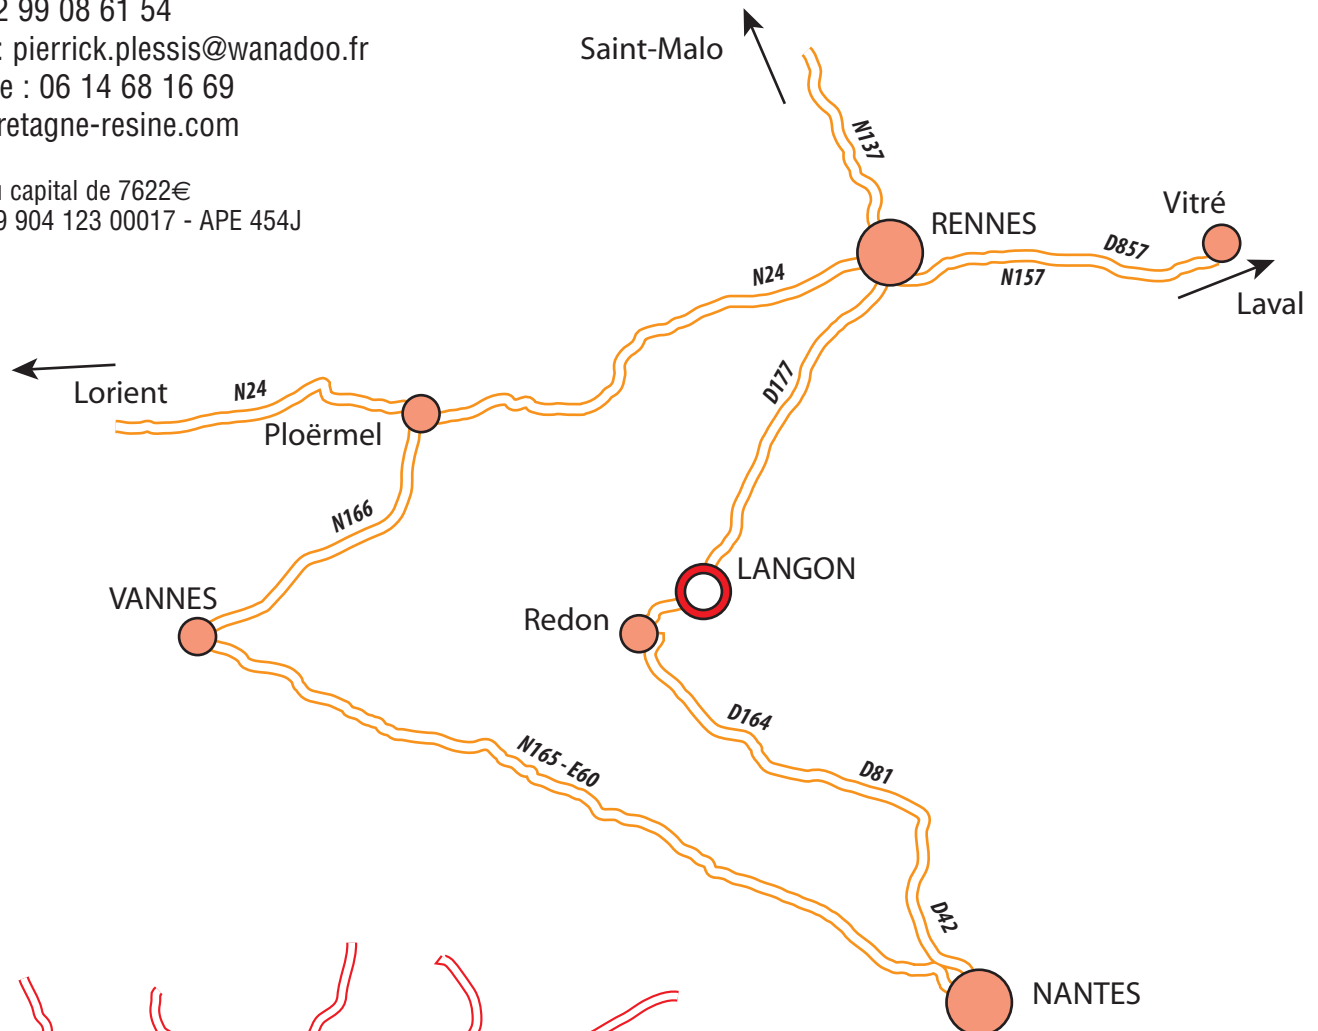 2 99 08 61 54
: pierrick.plessis@wanadoo.fr
e : 06 14 68 16 69
retagne-resine.com
u capital de 7622€
9 904 123 00017 - APE 454J
Saint-Malo
N137
RENNES
Vitré
D857
N157
Laval
N24
D177
Lorient
N24
Ploërmel
N166
VANNES
LANGON
Redon
D164
N165 - E60
D81
D42
NANTES